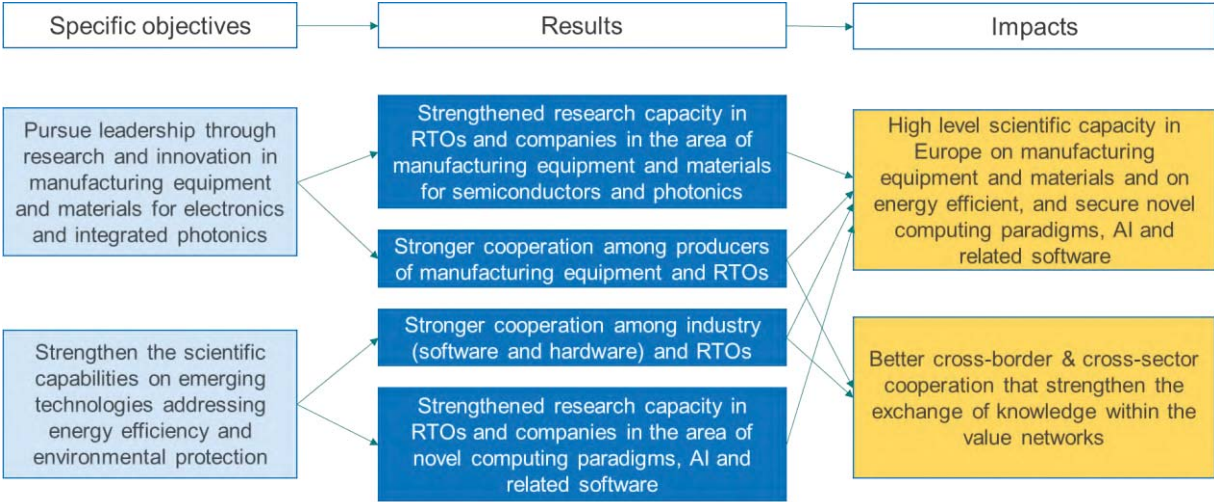 Specific objectives
Results
Impacts
Pursue leadership through
research and innovation in
manufacturing equipment
and materials for electronics
and integrated photonics
Strengthen the scientific
capabilities on emerging
technologies addressing
energy efficiency and
environmental protection
Strengthened research capacity in
RTOs and companies in the area of
manufacturing equipment and materials
for semiconductors and photonics
Stronger cooperation among producers
of manufacturing equipment and RTOs
Stronger cooperation among industry
(software and hardware) and RTOs
Strengthened research capacity in
RTOs and companies in the area of
novel computing paradigms, AI and
related software
High level scientific capacity in
Europe on manufacturing
equipment and materials and on
energy efficient, and secure novel
computing paradigms, AI and
related software
Better cross-border & cross-sector
cooperation that strengthen the
exchange of knowledge within the
value networks